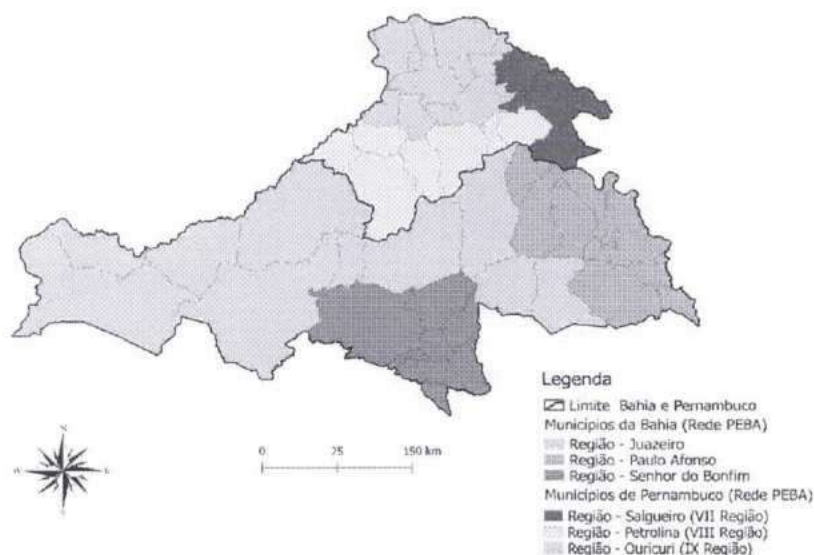 Legenda
Limite Bahia e Pernambuco
Municípios da Bahia (Rede PEBA)
Região - Juazeiro
Região - Paulo Afonso
Região - Senhor do Bonfim
Municípios de Pernambuco (Rede PEBA)
Região - Salgueiro (VII Região)
Região - Petrolina (VIII Região)
Região - Ouricuri (IX Região)
N
W
E
S
0 75 150 km